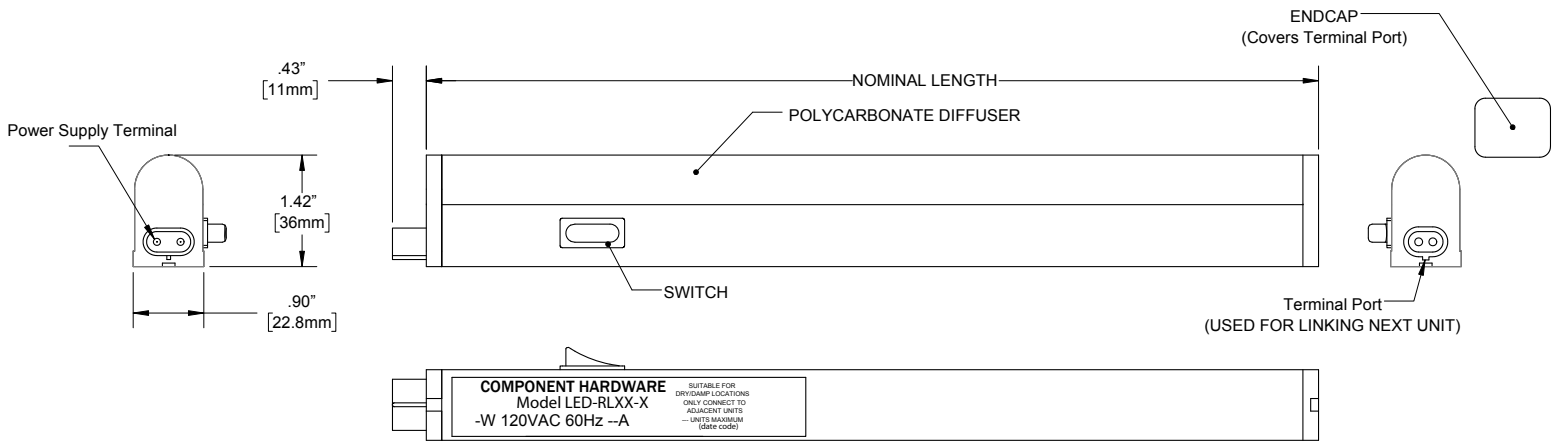 ENDCAP
(Covers Terminal Port)
.43”
[11mm]
NOMINAL LENGTH
POLYCARBONATE DIFFUSER
Power Supply Terminal
1.42”
[36mm]
SWITCH
.90”
[22.8mm]
Terminal Port
(USED FOR LINKING NEXT UNIT)
COMPONENT HARDWARE
Model LED-RLXX-X
-W 120VAC 60Hz --A
SUITABLE FOR
DRY/DAMP LOCATIONS
ONLY CONNECT TO
ADJACENT UNITS
--- UNITS MAXIMUM
(date code)